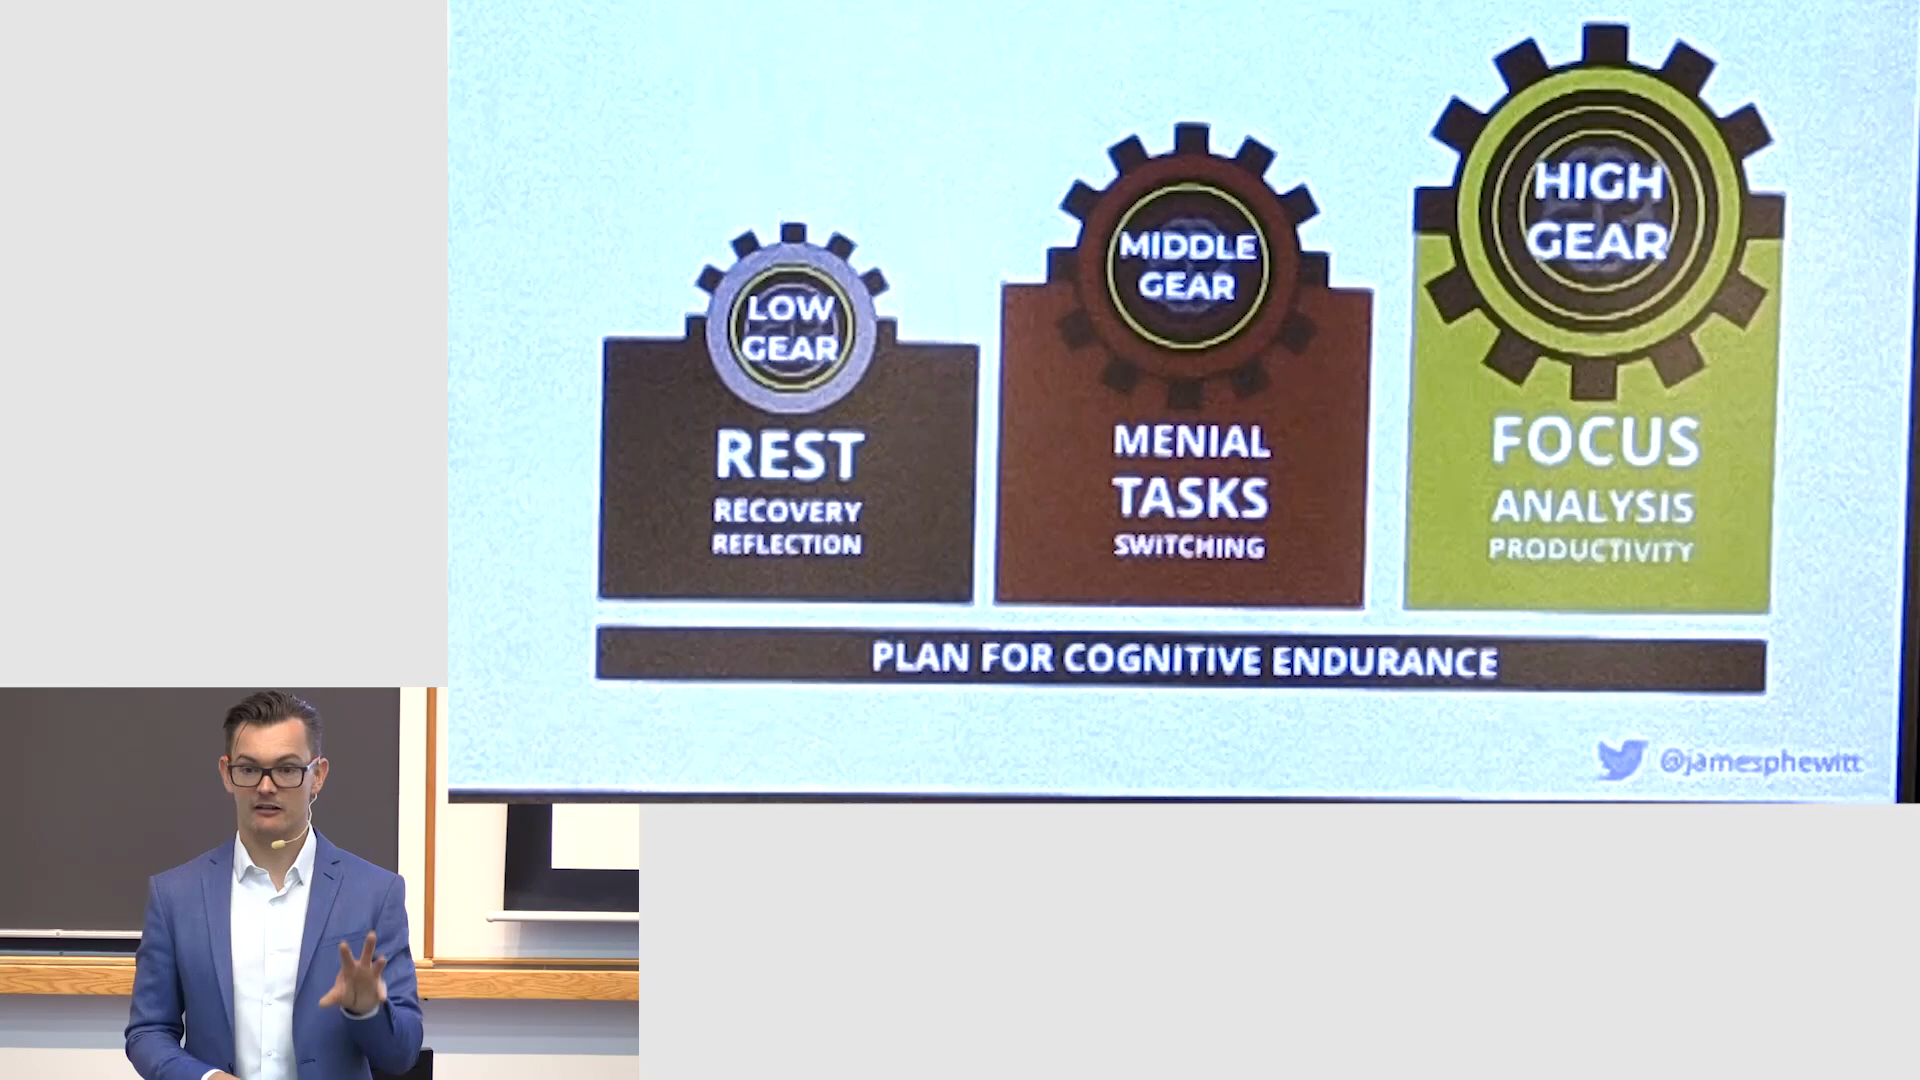 LOW
GEAR
REST
RECOVERY
REFLECTION
MIDDLE
GEAR
MENIAL
TASKS
SWITCHING
HIGH
GEAR
FOCUS
ANALYSIS
PRODUCTIVITY
PLAN FOR COGNITIVE ENDURANCE
@jamesphewitt